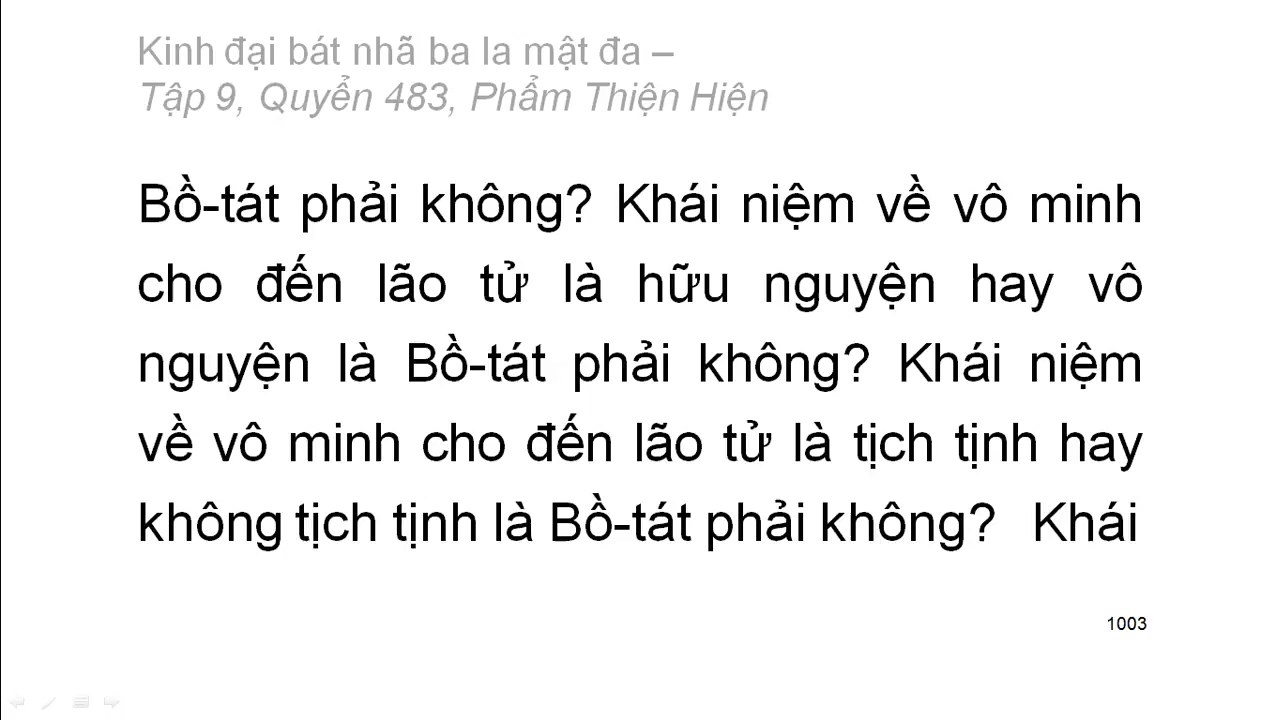 Kinh đại bát nhã ba la mật đa –
Tập 9, Quyển 483, Phẩm Thiện Hiện
Bồ-tát phải không? Khái niệm về vô minh
cho đến lão tử là hữu nguyện hay vô
nguyện là Bồ-tát phải không? Khái niệm
về vô minh cho đến lão tử là tịch tịnh hay
không tịch tịnh là Bồ-tát phải không? Khái
1003